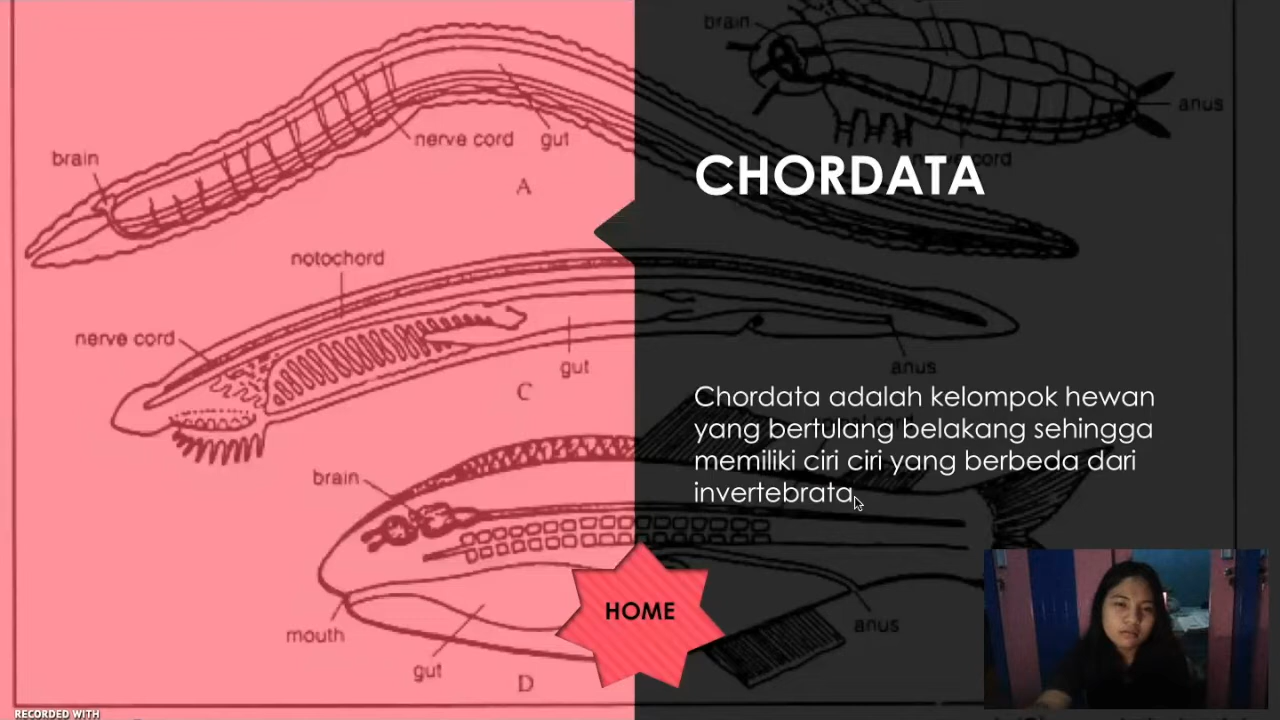 brain
anus
nerve cord
gut
cord
brain
A
CHORDATA
notochord
nerve cord
gut
anus
C
Chordata adalah kelompok hewan
yang bertulang belakang sehingga
memiliki ciri ciri yang berbeda dari
invertebrata
brain
HOME
mouth
anus
gut
D
RECORDED WITH